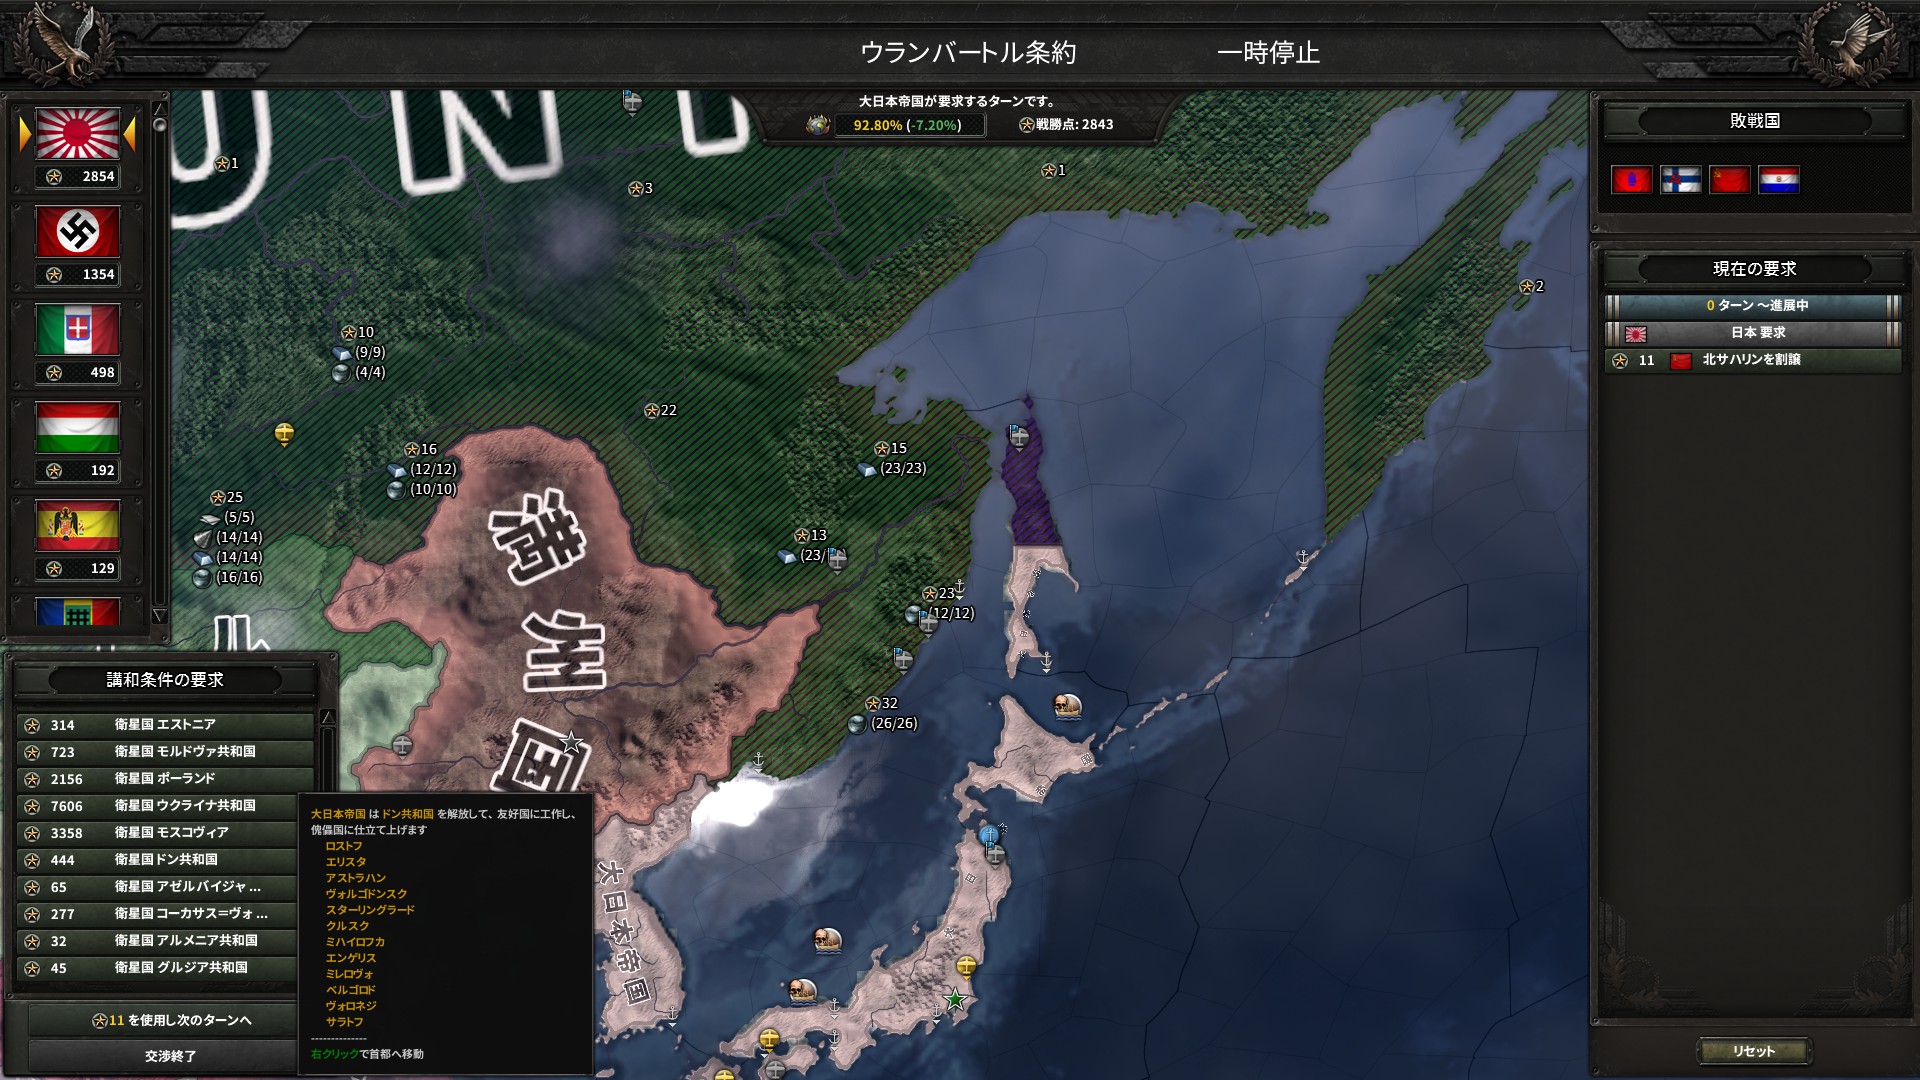 ウランバートル条約
一時停止
大日本帝国が要求するターンです。
92.80% (-7.20%)
戦勝点: 2843
敗戦国
現在の要求
0 ターン ～進展中
日本 要求
11 北サハリンを割譲
リセット
2854
1354
498
192
129
UNI
1
3
1
2
10
(9/9)
(4/4)
22
16
(12/12)
(10/10)
15
(23/23)
25
(5/5)
(14/14)
(14/14)
(16/16)
13
(23/
23
(12/12)
32
(26/26)
満州国
大日本帝国
講和条件の要求
314 衛星国 エストニア
723 衛星国 モルドヴァ共和国
2156 衛星国 ポーランド
7606 衛星国 ウクライナ共和国
3358 衛星国 モスコヴィア
444 衛星国 ドン共和国
65 衛星国 アゼルバイジャ ...
277 衛星国 コーカサス＝ヴォ ...
32 衛星国 アルメニア共和国
45 衛星国 グルジア共和国
11 を使用し次のターンへ
交渉終了
大日本帝国 は ドン共和国 を解放して、友好国に工作し、
傀儡国に仕立て上げます
ロストフ
エリスタ
アストラハン
ヴォルゴドンスク
スターリングラード
クルスク
ミハイロフカ
エンゲリス
ミレロヴォ
ベルゴロド
ヴォロネジ
サラトフ
--------------
右クリックで首都へ移動